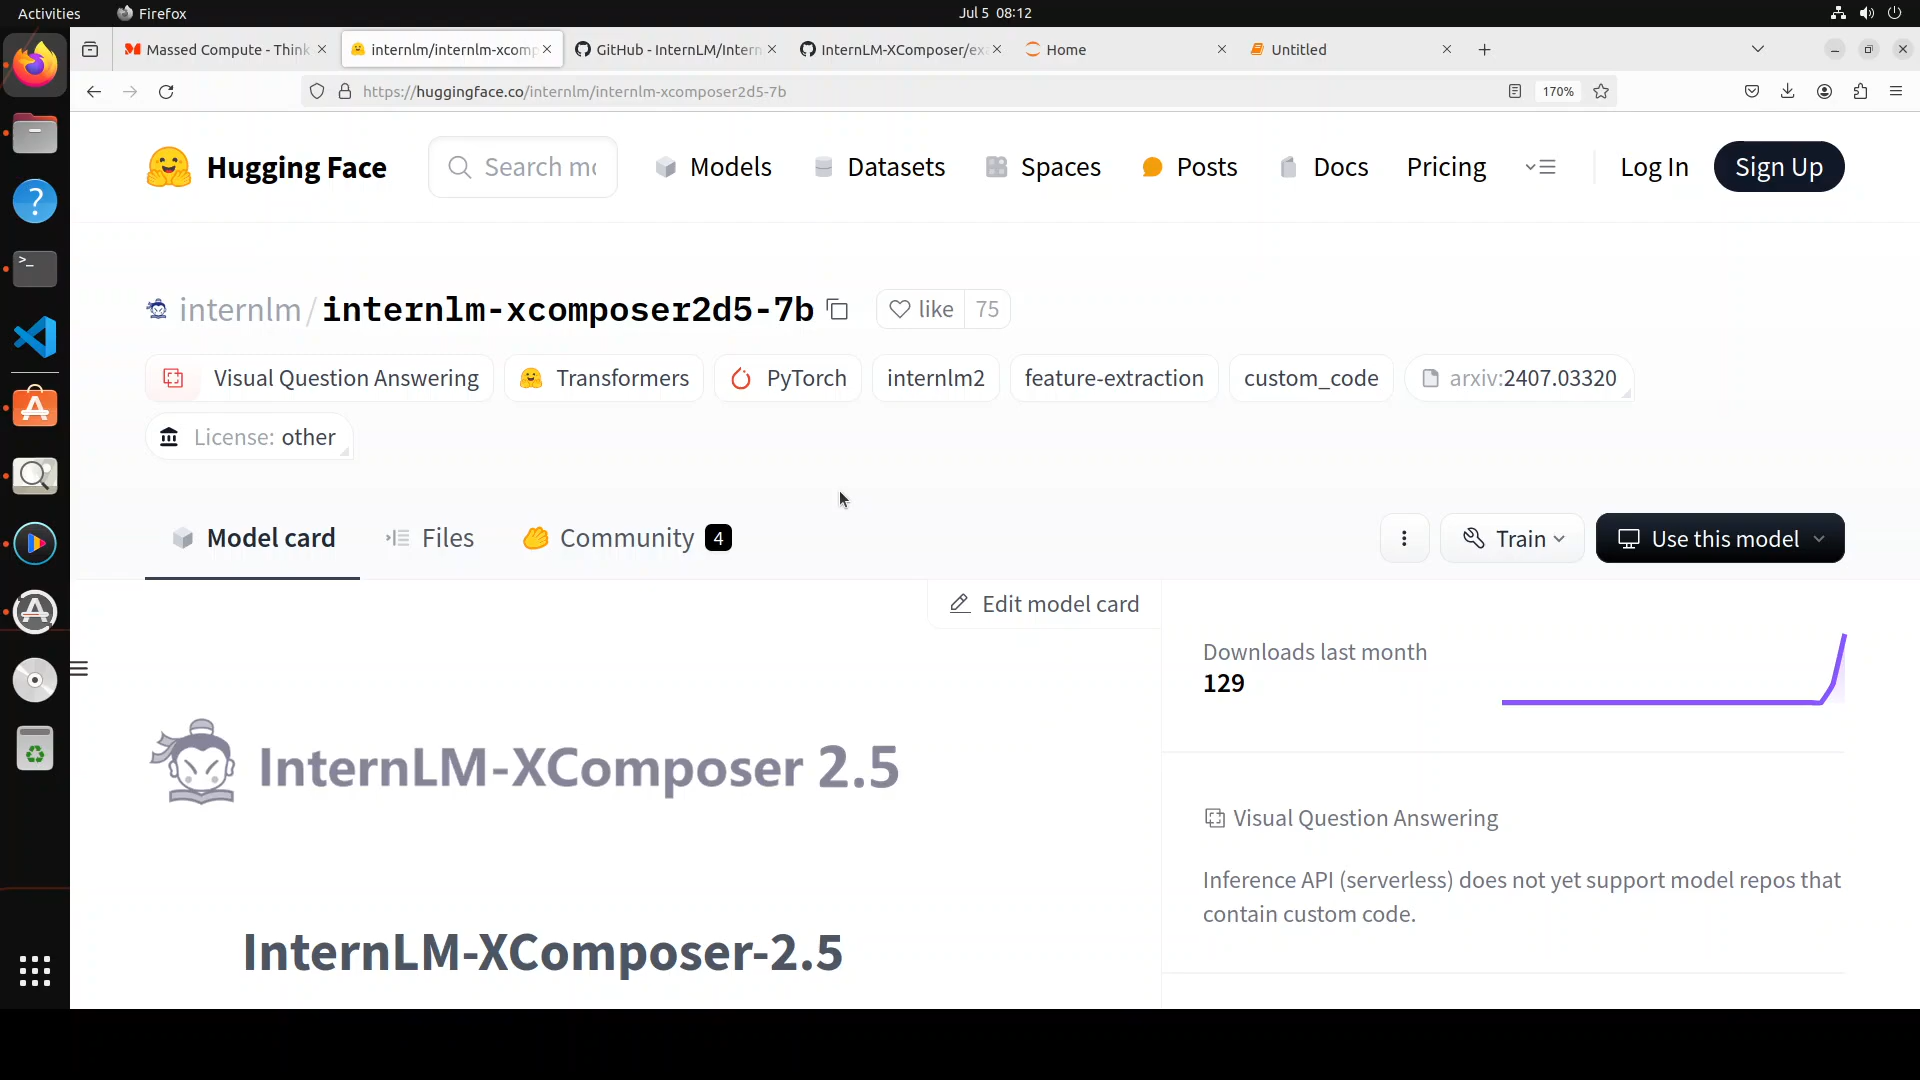 Activities
Firefox
Jul 5 08:12
Massed Compute - Think
internlm/internlm-xcomp
GitHub - InternLM/Intern
InternLM-XComposer/exa
Home
Untitled
https://huggingface.co/internlm/internlm-xcomposer2d5-7b
170%
Hugging Face
Search mo
Models
Datasets
Spaces
Posts
Docs
Pricing
Log In
Sign Up
internlm/internlm-xcomposer2d5-7b
like 75
Visual Question Answering
Transformers
PyTorch
internlm2
feature-extraction
custom_code
arxiv:2407.03320
License: other
Model card
Files
Community 4
Train
Use this model
Edit model card
Downloads last month
129
InternLM-XComposer 2.5
Visual Question Answering
Inference API (serverless) does not yet support model repos that
contain custom code.
InternLM-XComposer-2.5